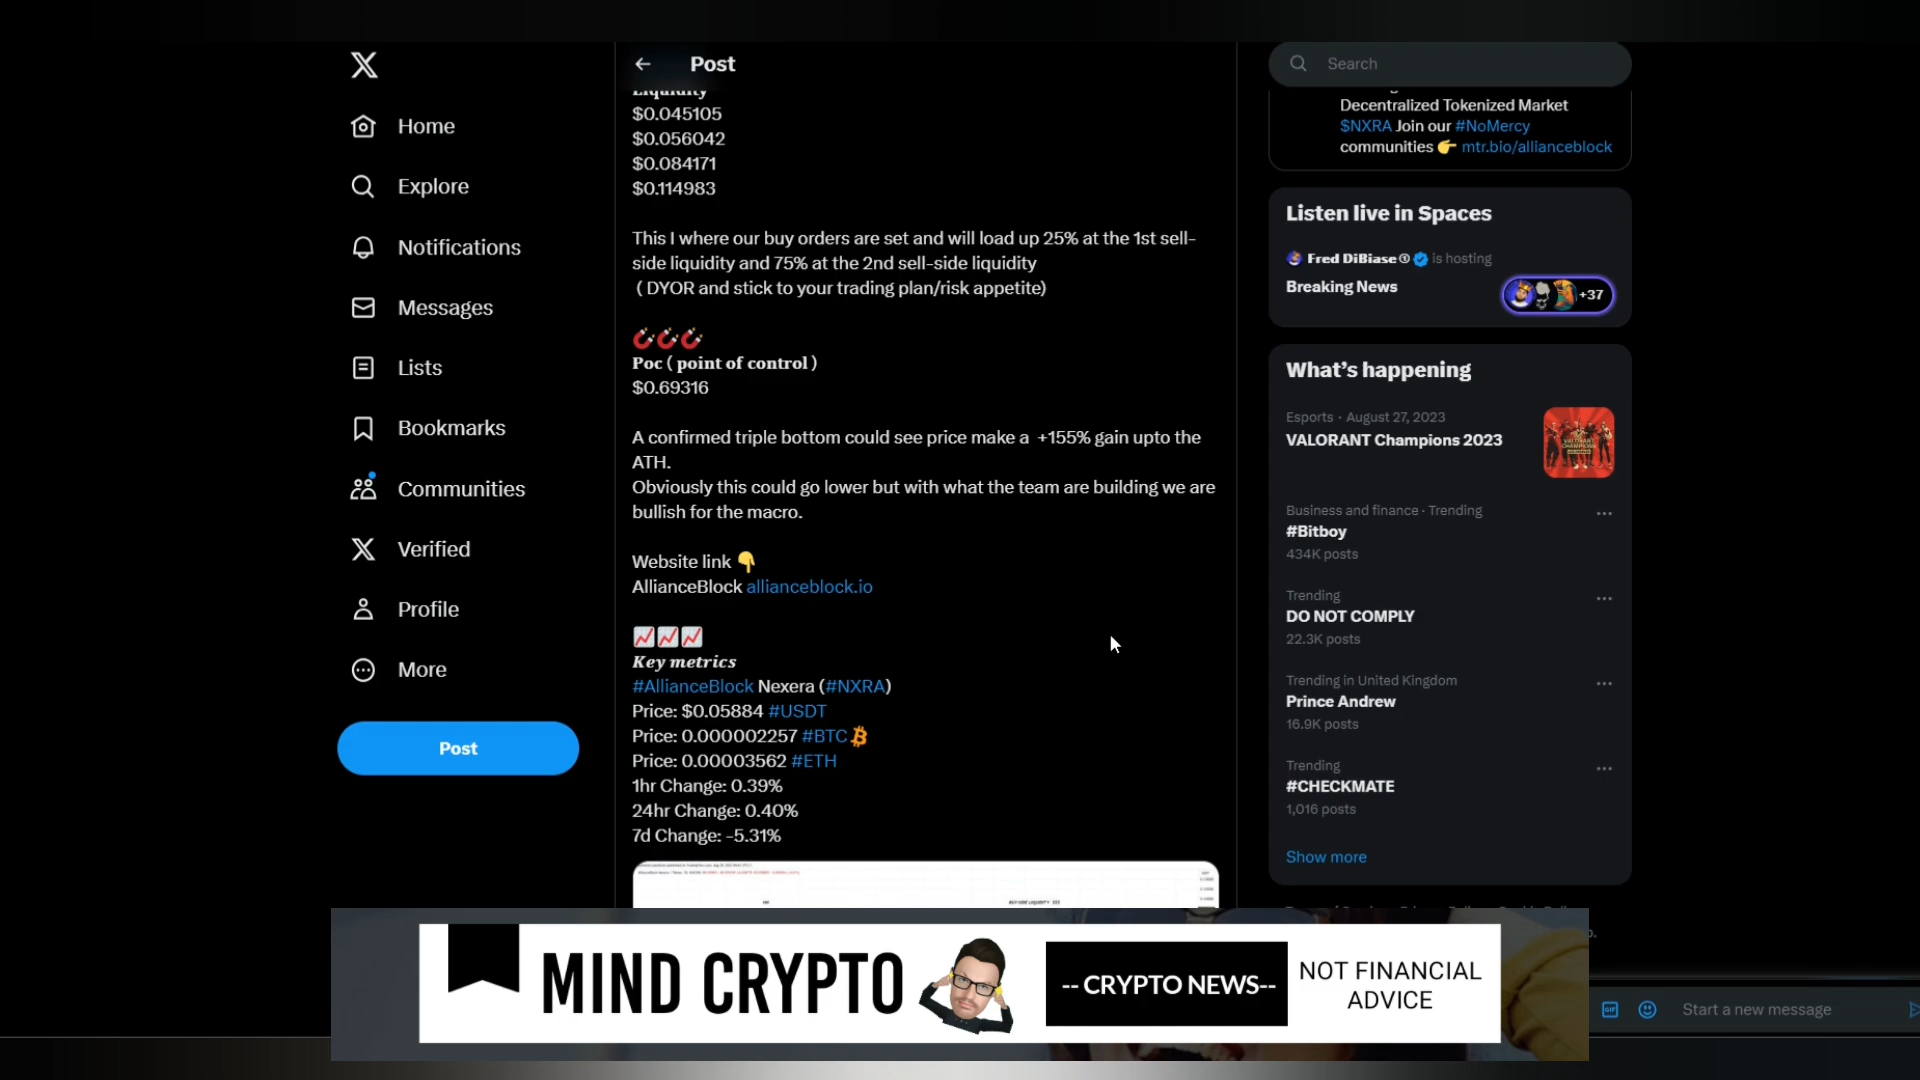 Home
Explore
Notifications
Messages
Lists
Bookmarks
Communities
Verified
Profile
More
Post
Post
Liquidity
$0.045105
$0.056042
$0.084171
$0.114983
This I where our buy orders are set and will load up 25% at the 1st sell-
side liquidity and 75% at the 2nd sell-side liquidity
( DYOR and stick to your trading plan/risk appetite)
Poc ( point of control )
$0.69316
A confirmed triple bottom could see price make a +155% gain upto the
ATH.
Obviously this could go lower but with what the team are building we are
bullish for the macro.
Website link 👇
AllianceBlock allianceblock.io
Key metrics
#AllianceBlock Nexera (#NXRA)
Price: $0.05884 #USDT
Price: 0.000002257 #BTC
Price: 0.00003562 #ETH
1hr Change: 0.39%
24hr Change: 0.40%
7d Change: -5.31%
BUY-SIDE LIQUIDITY $$$
Search
Decentralized Tokenized Market
$NXRA Join our #NoMercy
communities 👉 mtr.bio/allianceblock
Listen live in Spaces
Fred DiBiase is hosting
Breaking News
+37
What's happening
Esports · August 27, 2023
VALORANT Champions 2023
Business and finance · Trending
#Bitboy
434K posts
Trending
DO NOT COMPLY
22.3K posts
Trending in United Kingdom
Prince Andrew
16.9K posts
Trending
#CHECKMATE
1,016 posts
Show more
MIND CRYPTO
-- CRYPTO NEWS--
NOT FINANCIAL
ADVICE
GIF
Start a new message